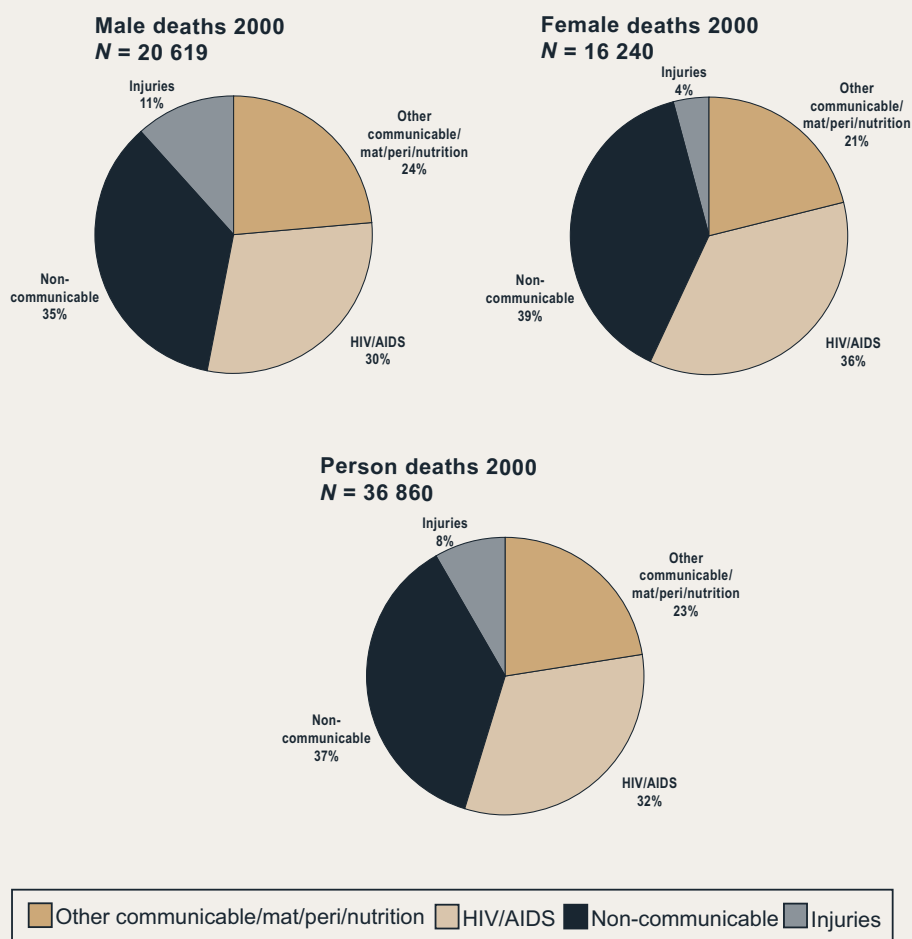 Male deaths 2000
N = 20 619
Injuries
11%
Other
communicable/
mat/peri/nutrition
24%
Non-
communicable
35%
HIV/AIDS
30%
Female deaths 2000
N = 16 240
Injuries
4%
Other
communicable/
mat/peri/nutrition
21%
Non-
communicable
39%
HIV/AIDS
36%
Person deaths 2000
N = 36 860
Injuries
8%
Other
communicable/
mat/peri/nutrition
23%
Non-
communicable
37%
HIV/AIDS
32%
Other communicable/mat/peri/nutrition HIV/AIDS Non-communicable Injuries